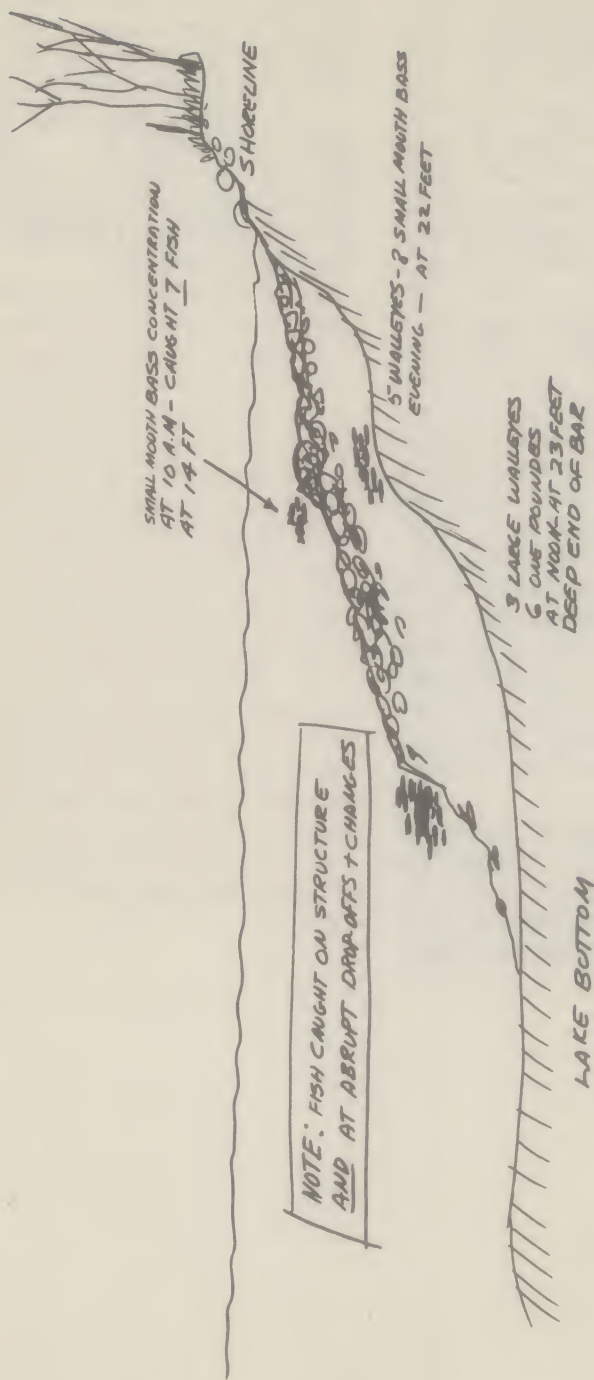 SMALL MOUTH BASS CONCENTRATION
AT 10 A.M - CAUGHT 7 FISH
AT 14 FT
SHORELINE
NOTE: FISH CAUGHT ON STRUCTURE
AND AT ABRUPT DROP-OFFS + CHANGES
5 WALLEYES - SMALL MOUTH BASS
EVENING - AT 22 FEET
3 LARGE WALLEYES
6 ONE POUNDES
AT NOON - AT 23 FEET
DEEP END OF BAR
LAKE BOTTOM